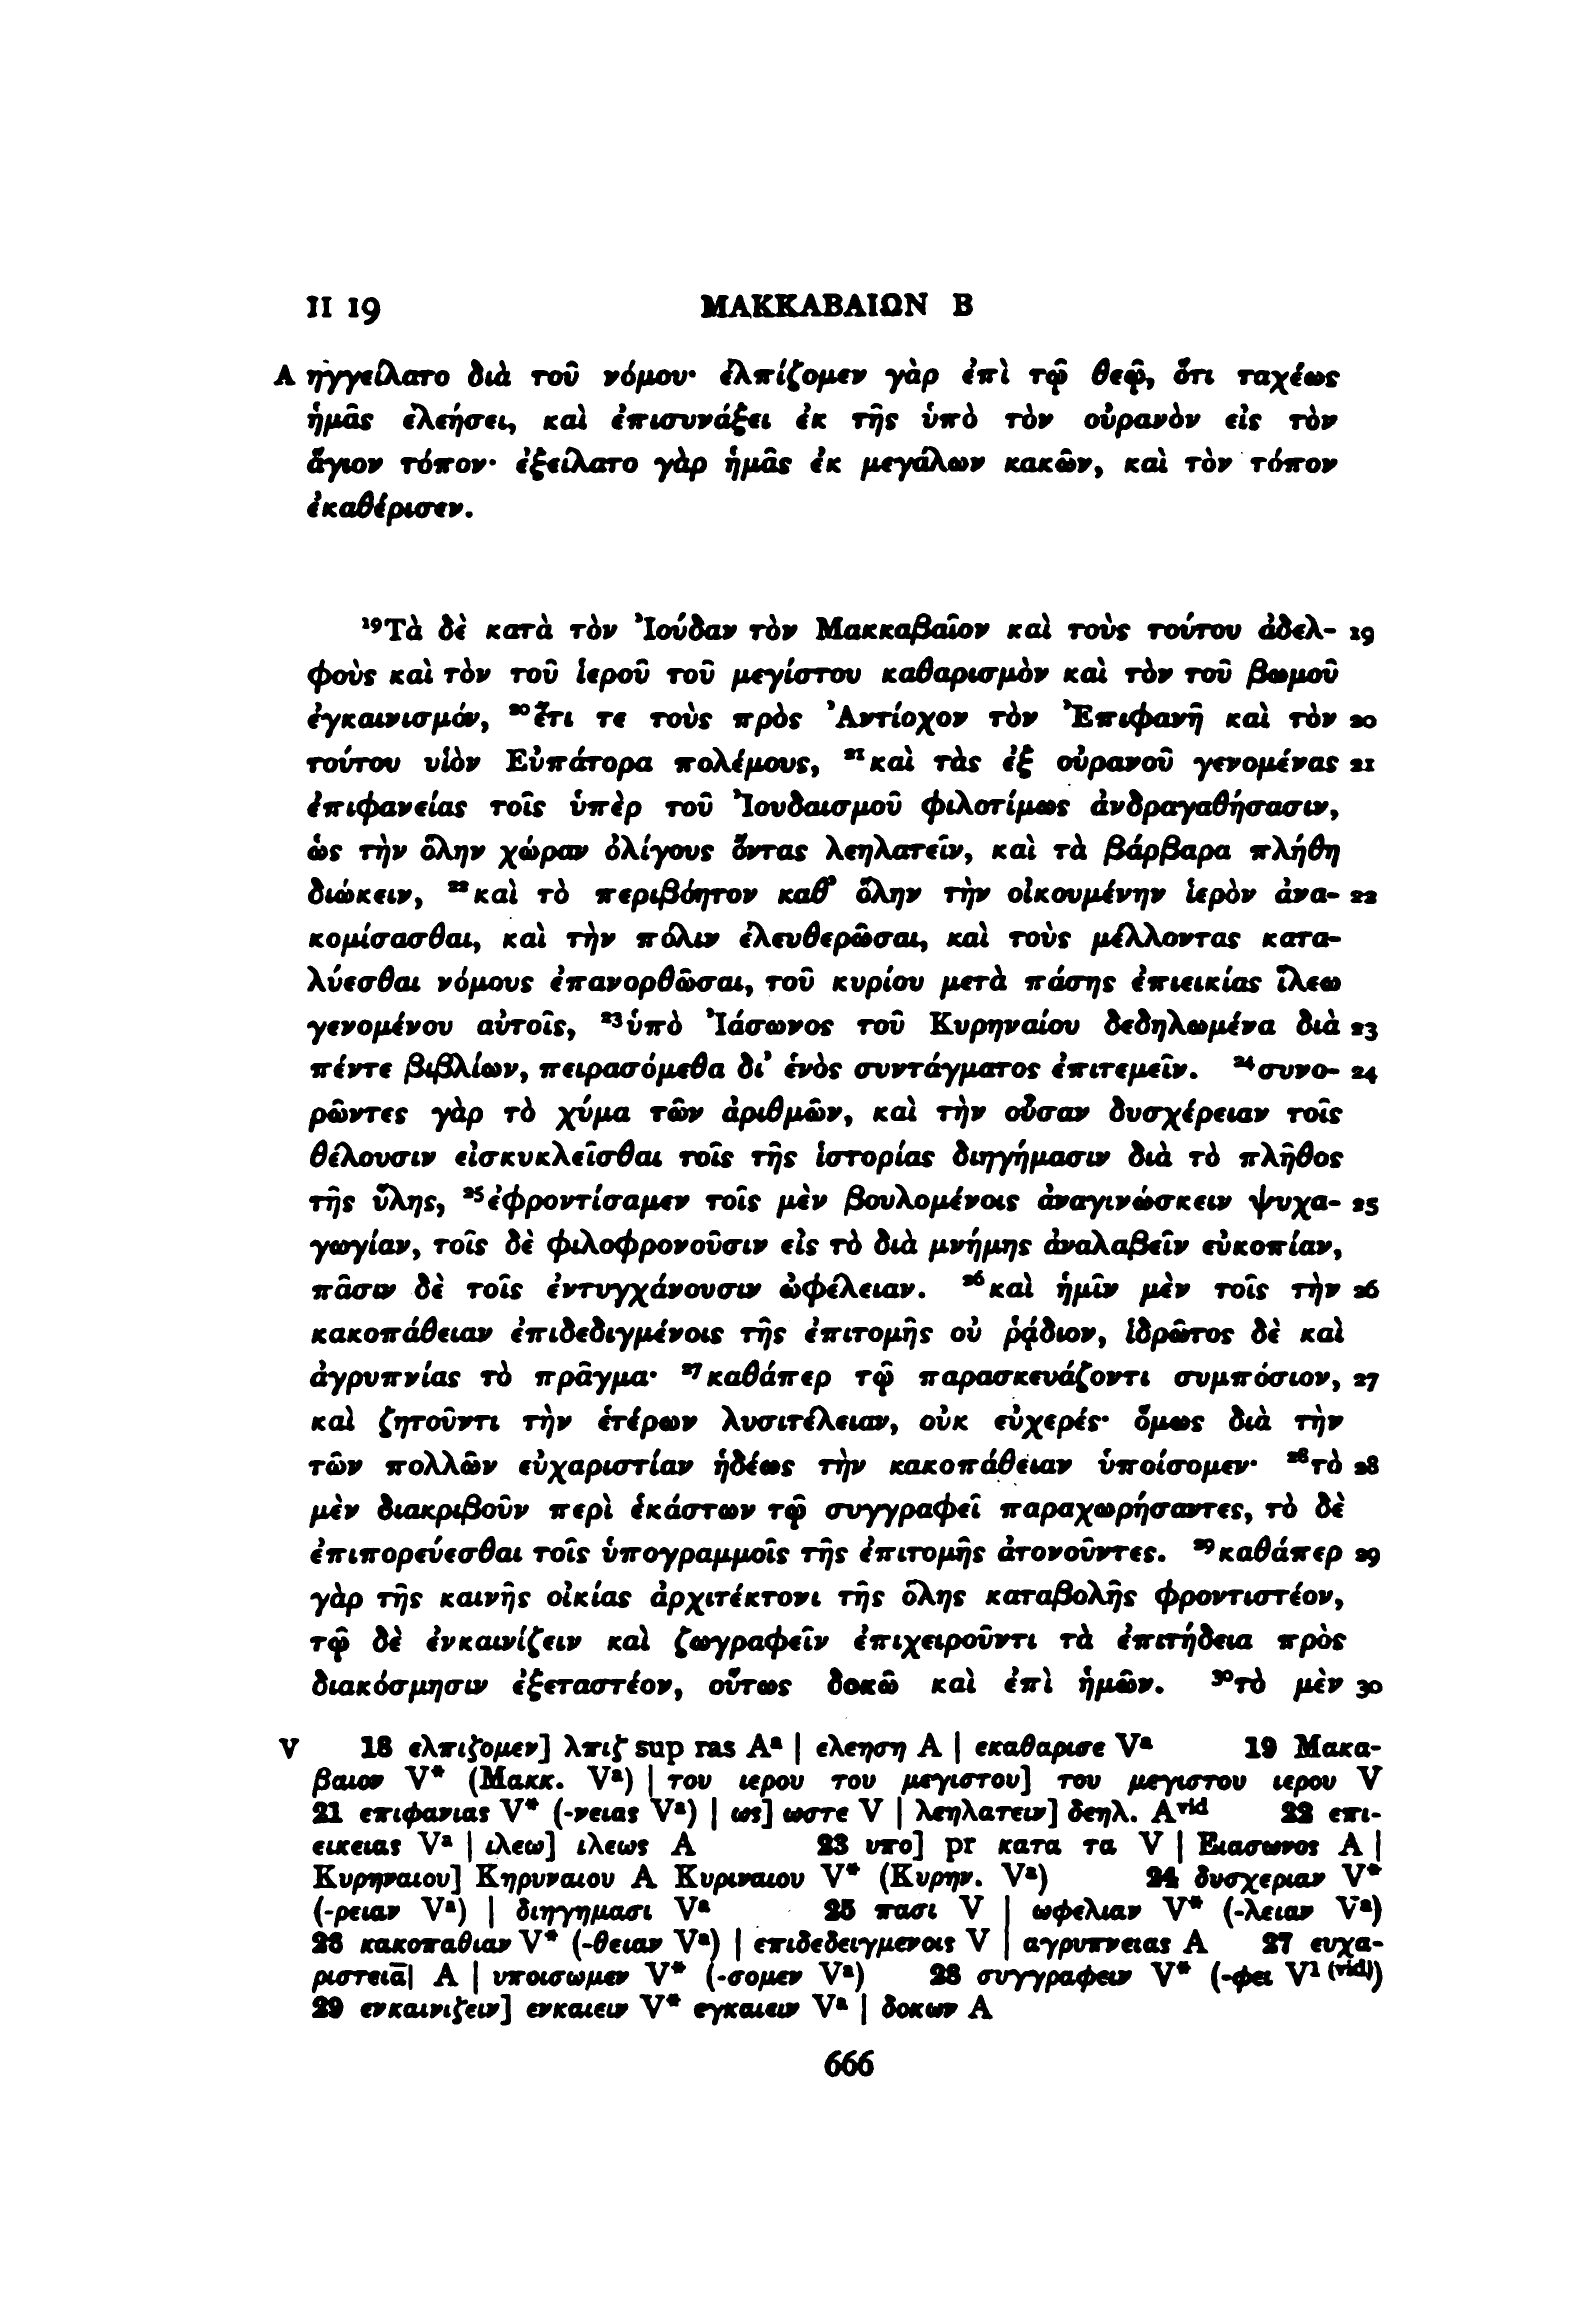 II 19 ΜΑΚΚΑΒΑΙΩΝ Β
A ηγγείλατο διὰ τοῦ νόμου· ἐλπίζομεν γὰρ ἐπὶ τῷ θεῷ, ὅτι ταχέως
ἡμᾶς ἐλεήσει, καὶ ἐπισυνάξει ἐκ τῆς ὑπὸ τὸν οὐρανὸν εἰς τὸν
ἅγιον τόπον· ἐξείλατο γὰρ ἡμᾶς ἐκ μεγάλων κακῶν, καὶ τὸν τόπον
ἐκαθέρισεν.
¹⁹Τὰ δὲ κατὰ τὸν Ἰούδαν τὸν Μακκαβαῖον καὶ τοὺς τούτου ἀδελ- 19
φοὺς καὶ τὸν τοῦ ἱεροῦ τοῦ μεγίστου καθαρισμὸν καὶ τὸν τοῦ βωμοῦ
ἐγκαινισμόν, ²⁰ἔτι τε τοὺς πρὸς Ἀντίοχον τὸν Ἐπιφανῆ καὶ τὸν 20
τούτου υἱὸν Εὐπάτορα πολέμους, ²¹καὶ τὰς ἐξ οὐρανοῦ γενομένας 21
ἐπιφανείας τοῖς ὑπὲρ τοῦ Ἰουδαισμοῦ φιλοτίμως ἀνδραγαθήσασιν,
ὡς τὴν ὅλην χώραν ὀλίγους ὄντας λεηλατεῖν, καὶ τὰ βάρβαρα πλήθη
διώκειν, ²²καὶ τὸ περιβόητον καθ᾽ ὅλην τὴν οἰκουμένην ἱερὸν ἀνα- 22
κομίσασθαι, καὶ τὴν πόλιν ἐλευθερῶσαι, καὶ τοὺς μέλλοντας κατα-
λύεσθαι νόμους ἐπανορθῶσαι, τοῦ κυρίου μετὰ πάσης ἐπιεικίας ἵλεω
γενομένου αὐτοῖς, ²³ὑπὸ Ἰάσωνος τοῦ Κυρηναίου δεδηλωμένα διὰ 23
πέντε βιβλίων, πειρασόμεθα δι᾽ ἑνὸς συντάγματος ἐπιτεμεῖν. ²⁴συνο- 24
ρῶντες γὰρ τὸ χύμα τῶν ἀριθμῶν, καὶ τὴν οὖσαν δυσχέρειαν τοῖς
θέλουσιν εἰσκυκλεῖσθαι τοῖς τῆς ἱστορίας διηγήμασιν διὰ τὸ πλῆθος
τῆς ὕλης, ²⁵ἐφροντίσαμεν τοῖς μὲν βουλομένοις ἀναγινώσκειν ψυχα- 25
γωγίαν, τοῖς δὲ φιλοφρονοῦσιν εἰς τὸ διὰ μνήμης ἀναλαβεῖν εὐκοπίαν,
πᾶσιν δὲ τοῖς ἐντυγχάνουσιν ὠφέλειαν. ²⁶καὶ ἡμῖν μὲν τοῖς τὴν 26
κακοπάθειαν ἐπιδεδιγμένοις τῆς ἐπιτομῆς οὐ ῥᾴδιον, ἱδρῶτος δὲ καὶ
ἀγρυπνίας τὸ πρᾶγμα· ²⁷καθάπερ τῷ παρασκευάζοντι συμπόσιον, 27
καὶ ζητοῦντι τὴν ἑτέρων λυσιτέλειαν, οὐκ εὐχερές· ὅμως διὰ τὴν
τῶν πολλῶν εὐχαριστίαν ἡδέως τὴν κακοπάθειαν ὑποίσομεν· ²⁸τὸ 28
μὲν διακριβοῦν περὶ ἑκάστων τῷ συγγραφεῖ παραχωρήσαντες, τὸ δὲ
ἐπιπορεύεσθαι τοῖς ὑπογραμμοῖς τῆς ἐπιτομῆς ἀτονοῦντες. ²⁹καθάπερ 29
γὰρ τῆς καινῆς οἰκίας ἀρχιτέκτονι τῆς ὅλης καταβολῆς φροντιστέον,
τῷ δὲ ἐνκαινίζειν καὶ ζωγραφεῖν ἐπιχειροῦντι τὰ ἐπιτήδεια πρὸς
διακόσμησιν ἐξεταστέον, οὕτως δοκῶ καὶ ἐπὶ ἡμῶν. ³⁰τὸ μὲν 30
V 18 ελπιζομεν] λπιζ sup ras Aᵃ | ελεηση A | εκαθαρισε Vᵃ 19 Μακα-
βαιον V* (Μακκ. Vᵃ) | του ιερου του μεγιστου] του μεγιστου ιερου V
21 επιφανιας V* (-νειας Vᵃ) | ως] ωστε V | λεηλατειν] δεηλ. Aᵛⁱᵈ 22 επι-
εικειας Vᵃ | ιλεω] ιλεως A 23 υπο] pr κατα τα V | Ειασωνος A |
Κυρηναιου] Κηρυναιου A Κυριναιου V* (Κυρην. Vᵃ) 24 δυσχεριαν V*
(-ρειαν Vᵃ) | διηγημασι Vᵃ 25 πασι V | ωφελιαν V* (-λειαν Vᵃ)
26 κακοπαθιαν V* (-θειαν Vᵃ) | επιδεδειγμενοις V | αγρυπνειας A 27 ευχα-
ριστειᾱ| A | υποισωμεν V* (-σομεν Vᵃ) 28 συγγραφειν V* (-φει V¹ ⁽ᵛⁱᵈ⁾)
29 ενκαινιζειν] ενκαιειν V* εγκαιειν Vᵃ | δοκων A
666